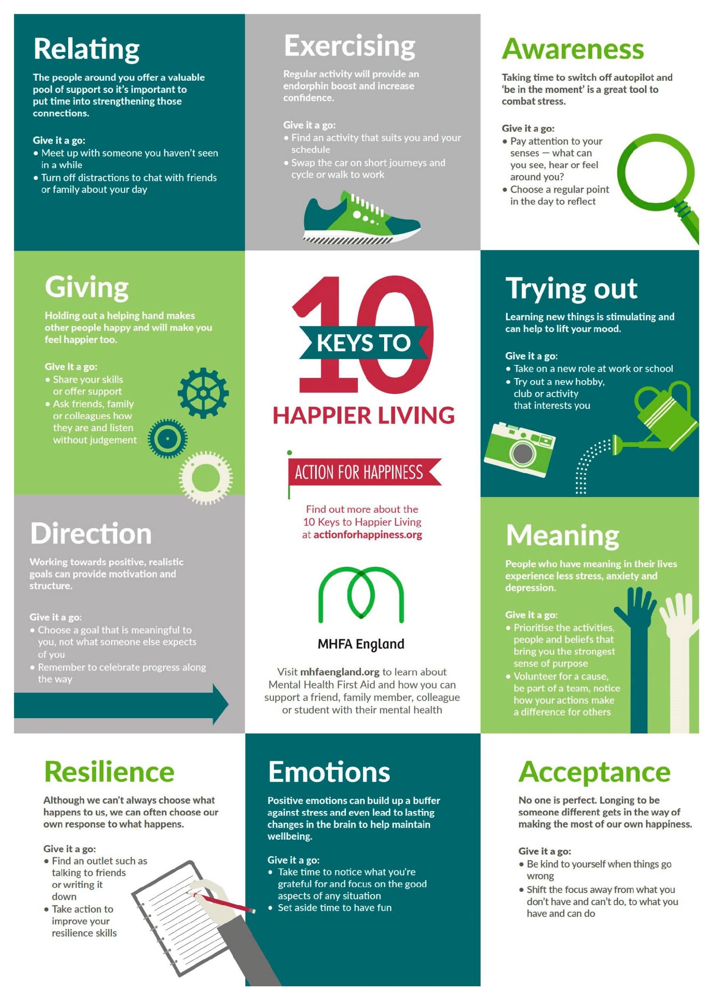 Relating
The people around you offer a valuable
pool of support so it's important to
put time into strengthening those
connections.
Give it a go:
• Meet up with someone you haven't seen
in a while
• Turn off distractions to chat with friends
or family about your day
Exercising
Regular activity will provide an
endorphin boost and increase
confidence.
Give it a go:
• Find an activity that suits you and your
schedule
• Swap the car on short journeys and
cycle or walk to work
Awareness
Taking time to switch off autopilot and
‘be in the moment’ is a great tool to
combat stress.
Give it a go:
• Pay attention to your
senses — what can
you see, hear or feel
around you?
• Choose a regular point
in the day to reflect
Giving
Holding out a helping hand makes
other people happy and will make you
feel happier too.
Give it a go:
• Share your skills
or offer support
• Ask friends, family
or colleagues how
they are and listen
without judgement
10
KEYS TO
HAPPIER LIVING
ACTION FOR HAPPINESS
Find out more about the
10 Keys to Happier Living
at actionforhappiness.org
MHFA England
Visit mhfaengland.org to learn about
Mental Health First Aid and how you can
support a friend, family member, colleague
or student with their mental health
Trying out
Learning new things is stimulating and
can help to lift your mood.
Give it a go:
• Take on a new role at work or school
• Try out a new hobby,
club or activity
that interests you
Direction
Working towards positive, realistic
goals can provide motivation and
structure.
Give it a go:
• Choose a goal that is meaningful to
you, not what someone else expects
of you
• Remember to celebrate progress along
the way
Meaning
People who have meaning in their lives
experience less stress, anxiety and
depression.
Give it a go:
• Prioritise the activities,
people and beliefs that
bring you the strongest
sense of purpose
• Volunteer for a cause,
be part of a team, notice
how your actions make
a difference for others
Resilience
Although we can't always choose what
happens to us, we can often choose our
own response to what happens.
Give it a go:
• Find an outlet such as
talking to friends
or writing it
down
• Take action to
improve your
resilience skills
Emotions
Positive emotions can build up a buffer
against stress and even lead to lasting
changes in the brain to help maintain
wellbeing.
Give it a go:
• Take time to notice what you're
grateful for and focus on the good
aspects of any situation
• Set aside time to have fun
Acceptance
No one is perfect. Longing to be
someone different gets in the way of
making the most of our own happiness.
Give it a go:
• Be kind to yourself when things go
wrong
• Shift the focus away from what you
don't have and can't do, to what you
have and can do